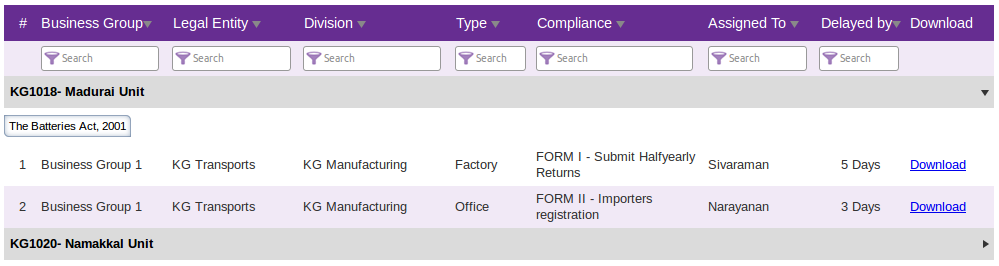 # Business Group Legal Entity Division Type Compliance Assigned To Delayed by Download
Search Search Search Search Search Search Search
KG1018- Madurai Unit
The Batteries Act, 2001
1 Business Group 1 KG Transports KG Manufacturing Factory FORM I - Submit Halfyearly Returns Sivaraman 5 Days Download
2 Business Group 1 KG Transports KG Manufacturing Office FORM II - Importers registration Narayanan 3 Days Download
KG1020- Namakkal Unit